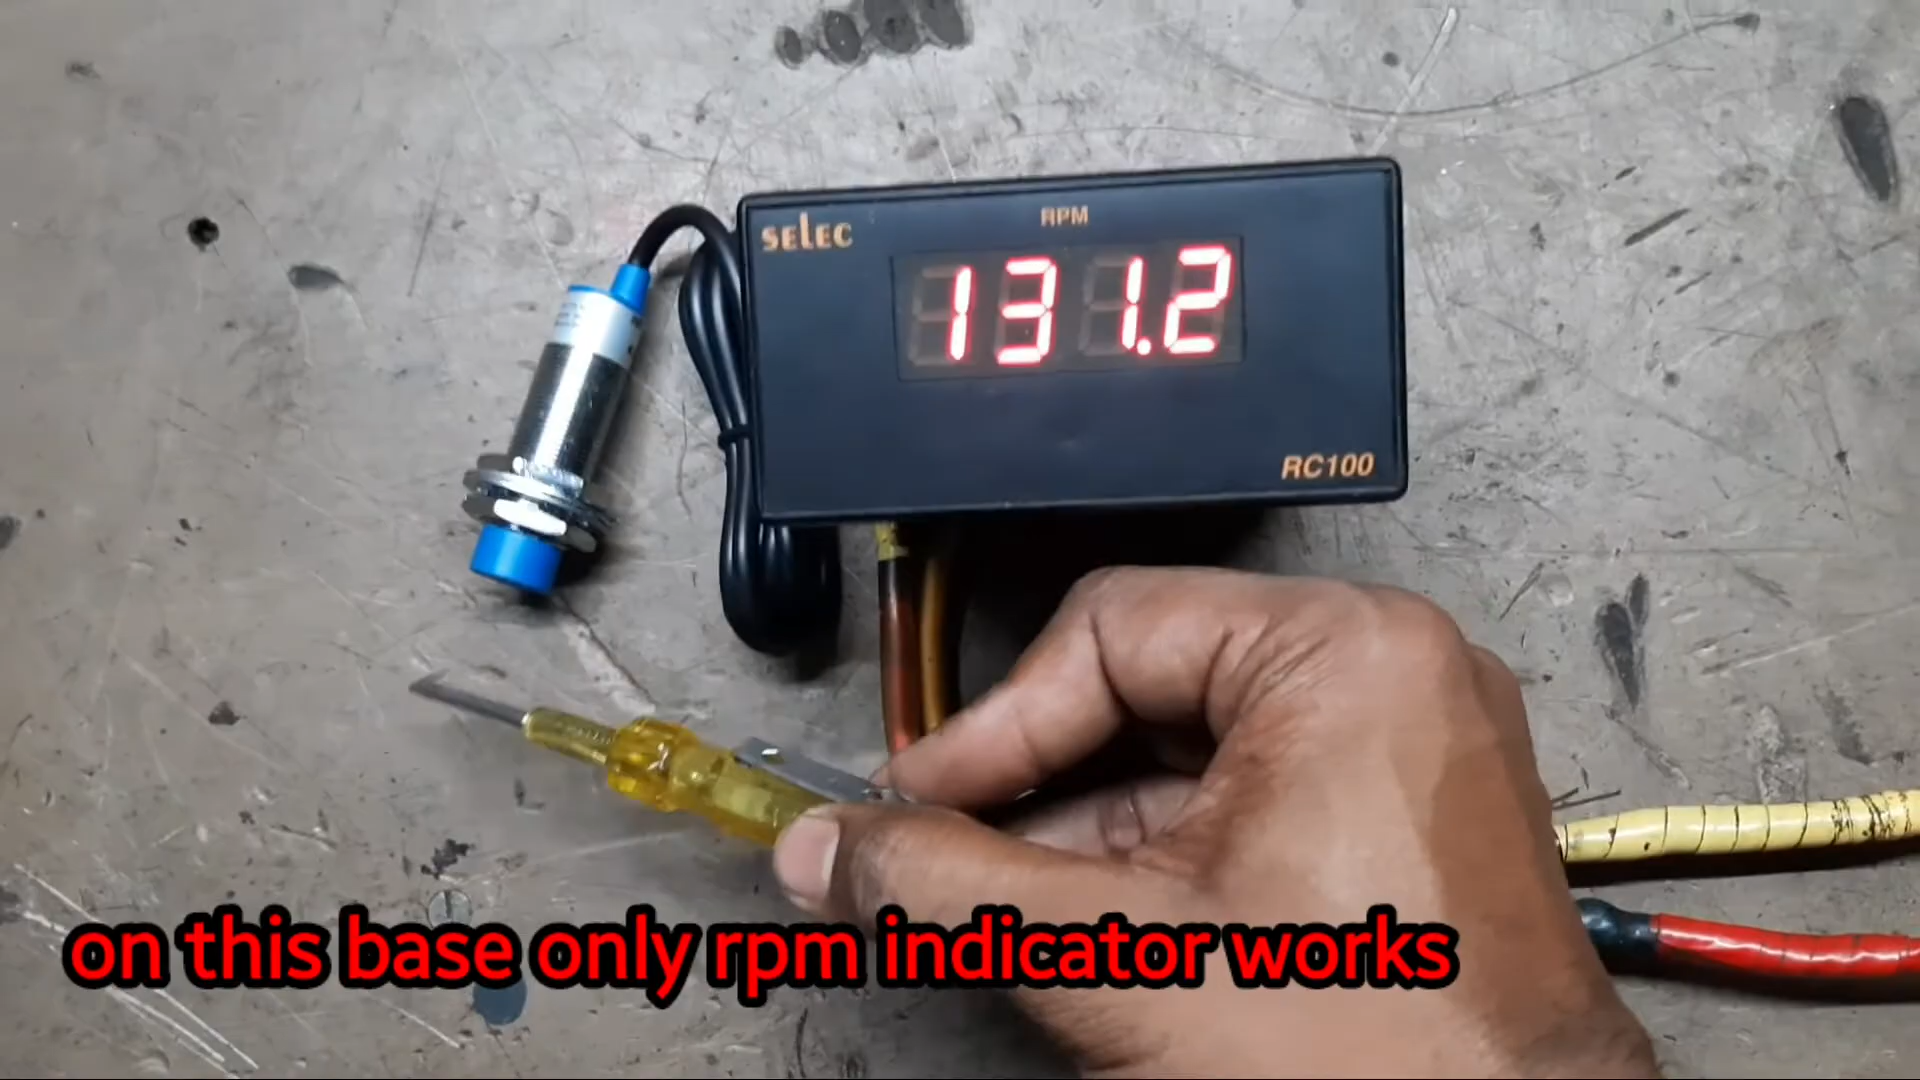 selec
RPM
131.2
RC100
on this base only rpm indicator works